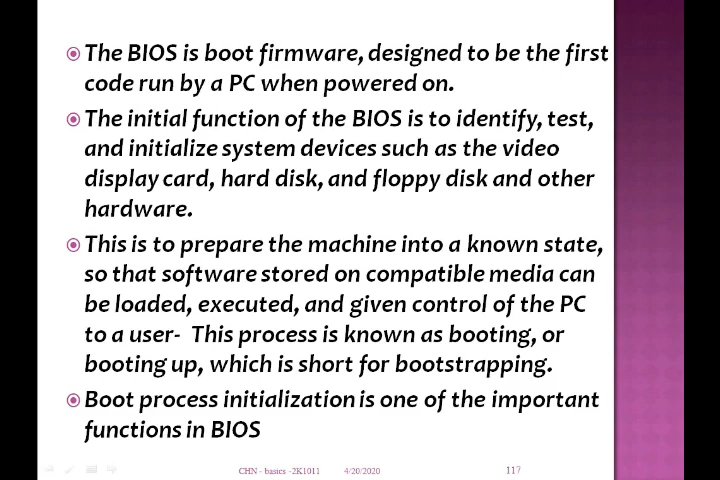 The BIOS is boot firmware, designed to be the first
code run by a PC when powered on.
The initial function of the BIOS is to identify, test,
and initialize system devices such as the video
display card, hard disk, and floppy disk and other
hardware.
This is to prepare the machine into a known state,
so that software stored on compatible media can
be loaded, executed, and given control of the PC
to a user- This process is known as booting, or
booting up, which is short for bootstrapping.
Boot process initialization is one of the important
functions in BIOS
CHN - basics -2K1011 4/20/2020 117